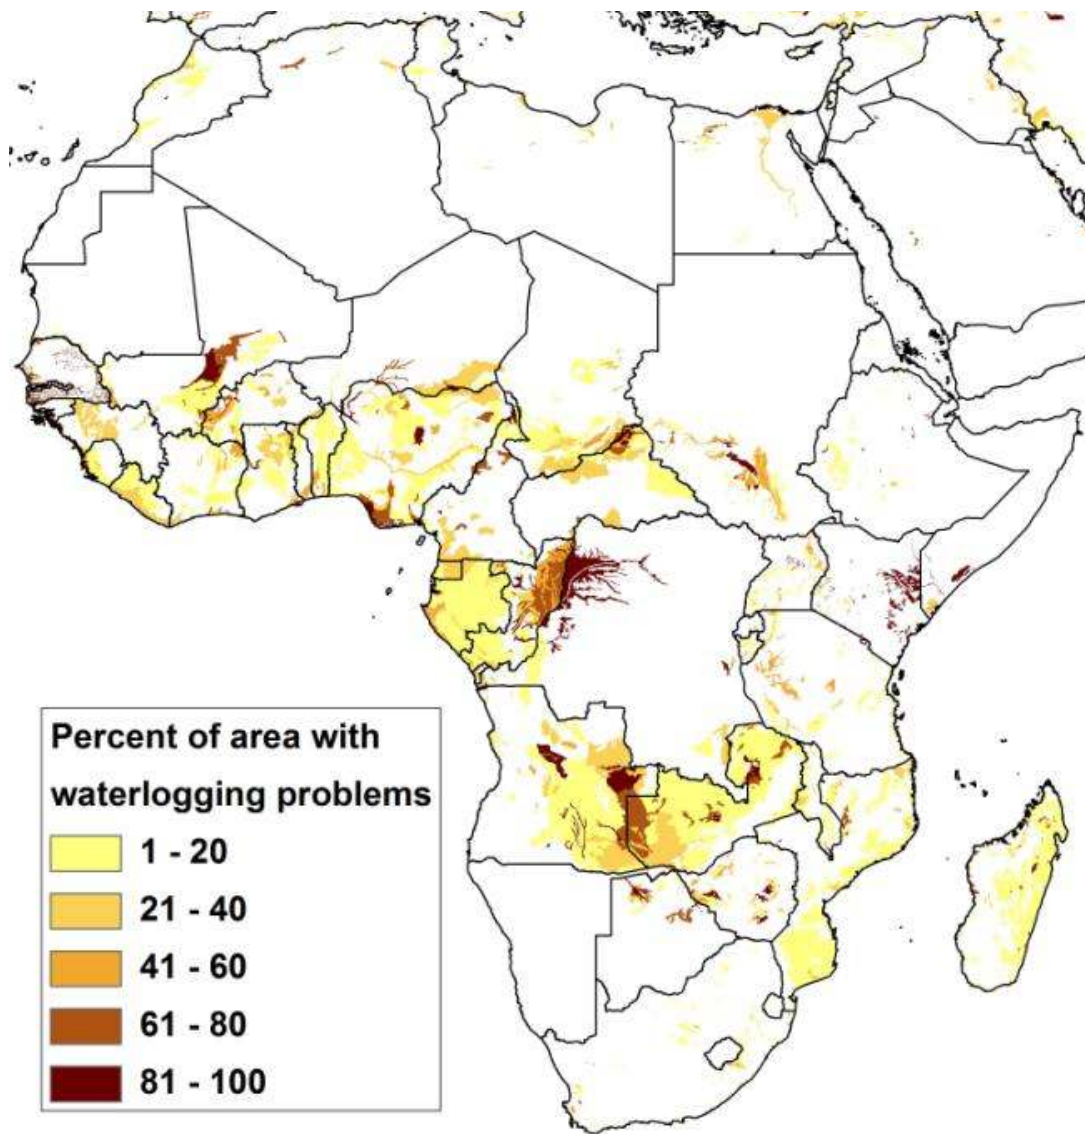 Percent of area with
waterlogging problems
1 - 20
21 - 40
41 - 60
61 - 80
81 - 100